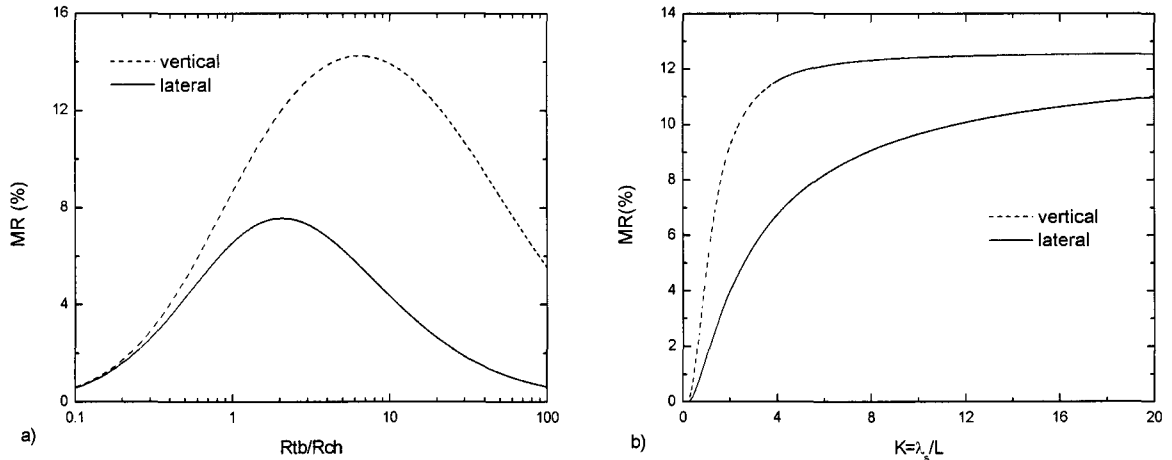 16
12
8
4
0
MR (%)
vertical
lateral
0.1
1
10
100
Rtb/Rch
a)
14
12
10
8
6
4
2
0
MR(%)
vertical
lateral
0
4
8
12
16
20
K=λs/L
b)